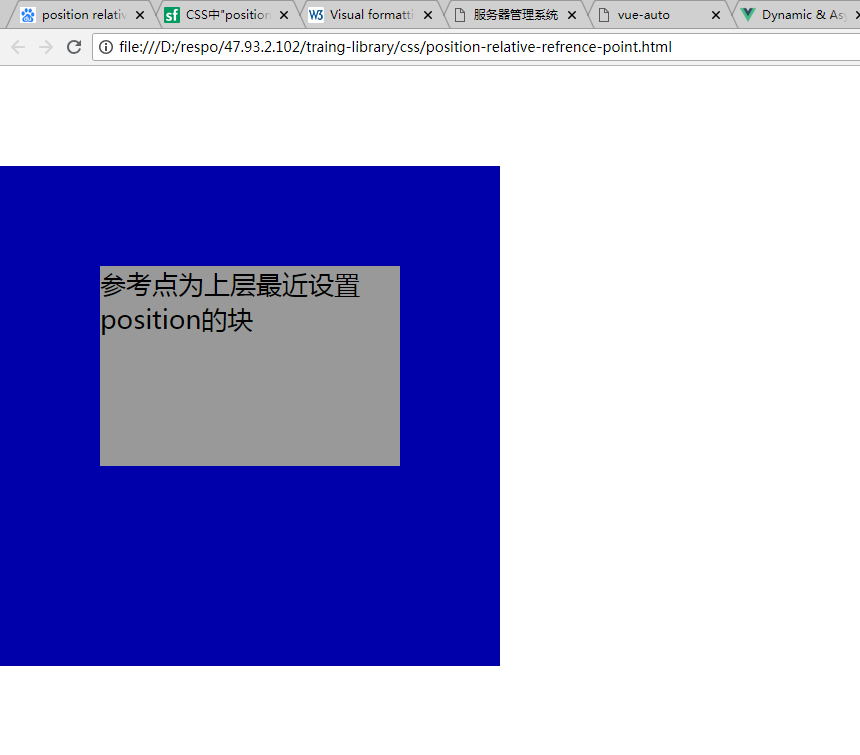 position relativ
CSS中"position
Visual formatti
服务器管理系统
vue-auto
Dynamic & Asy
file:///D:/respo/47.93.2.102/traing-library/css/position-relative-refrence-point.html
参考点为上层最近设置
position的块